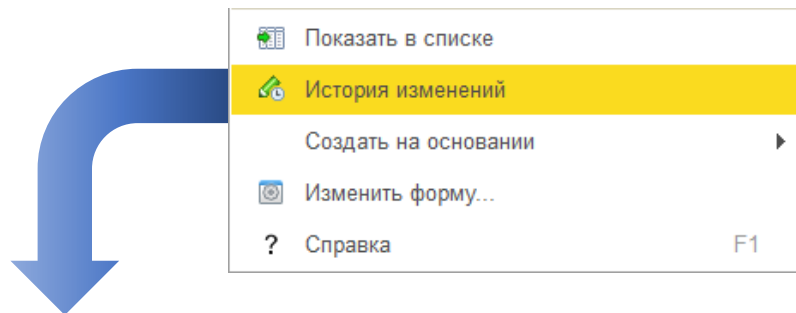 Показать в списке
История изменений
Создать на основании
Изменить форму...
? Справка F1